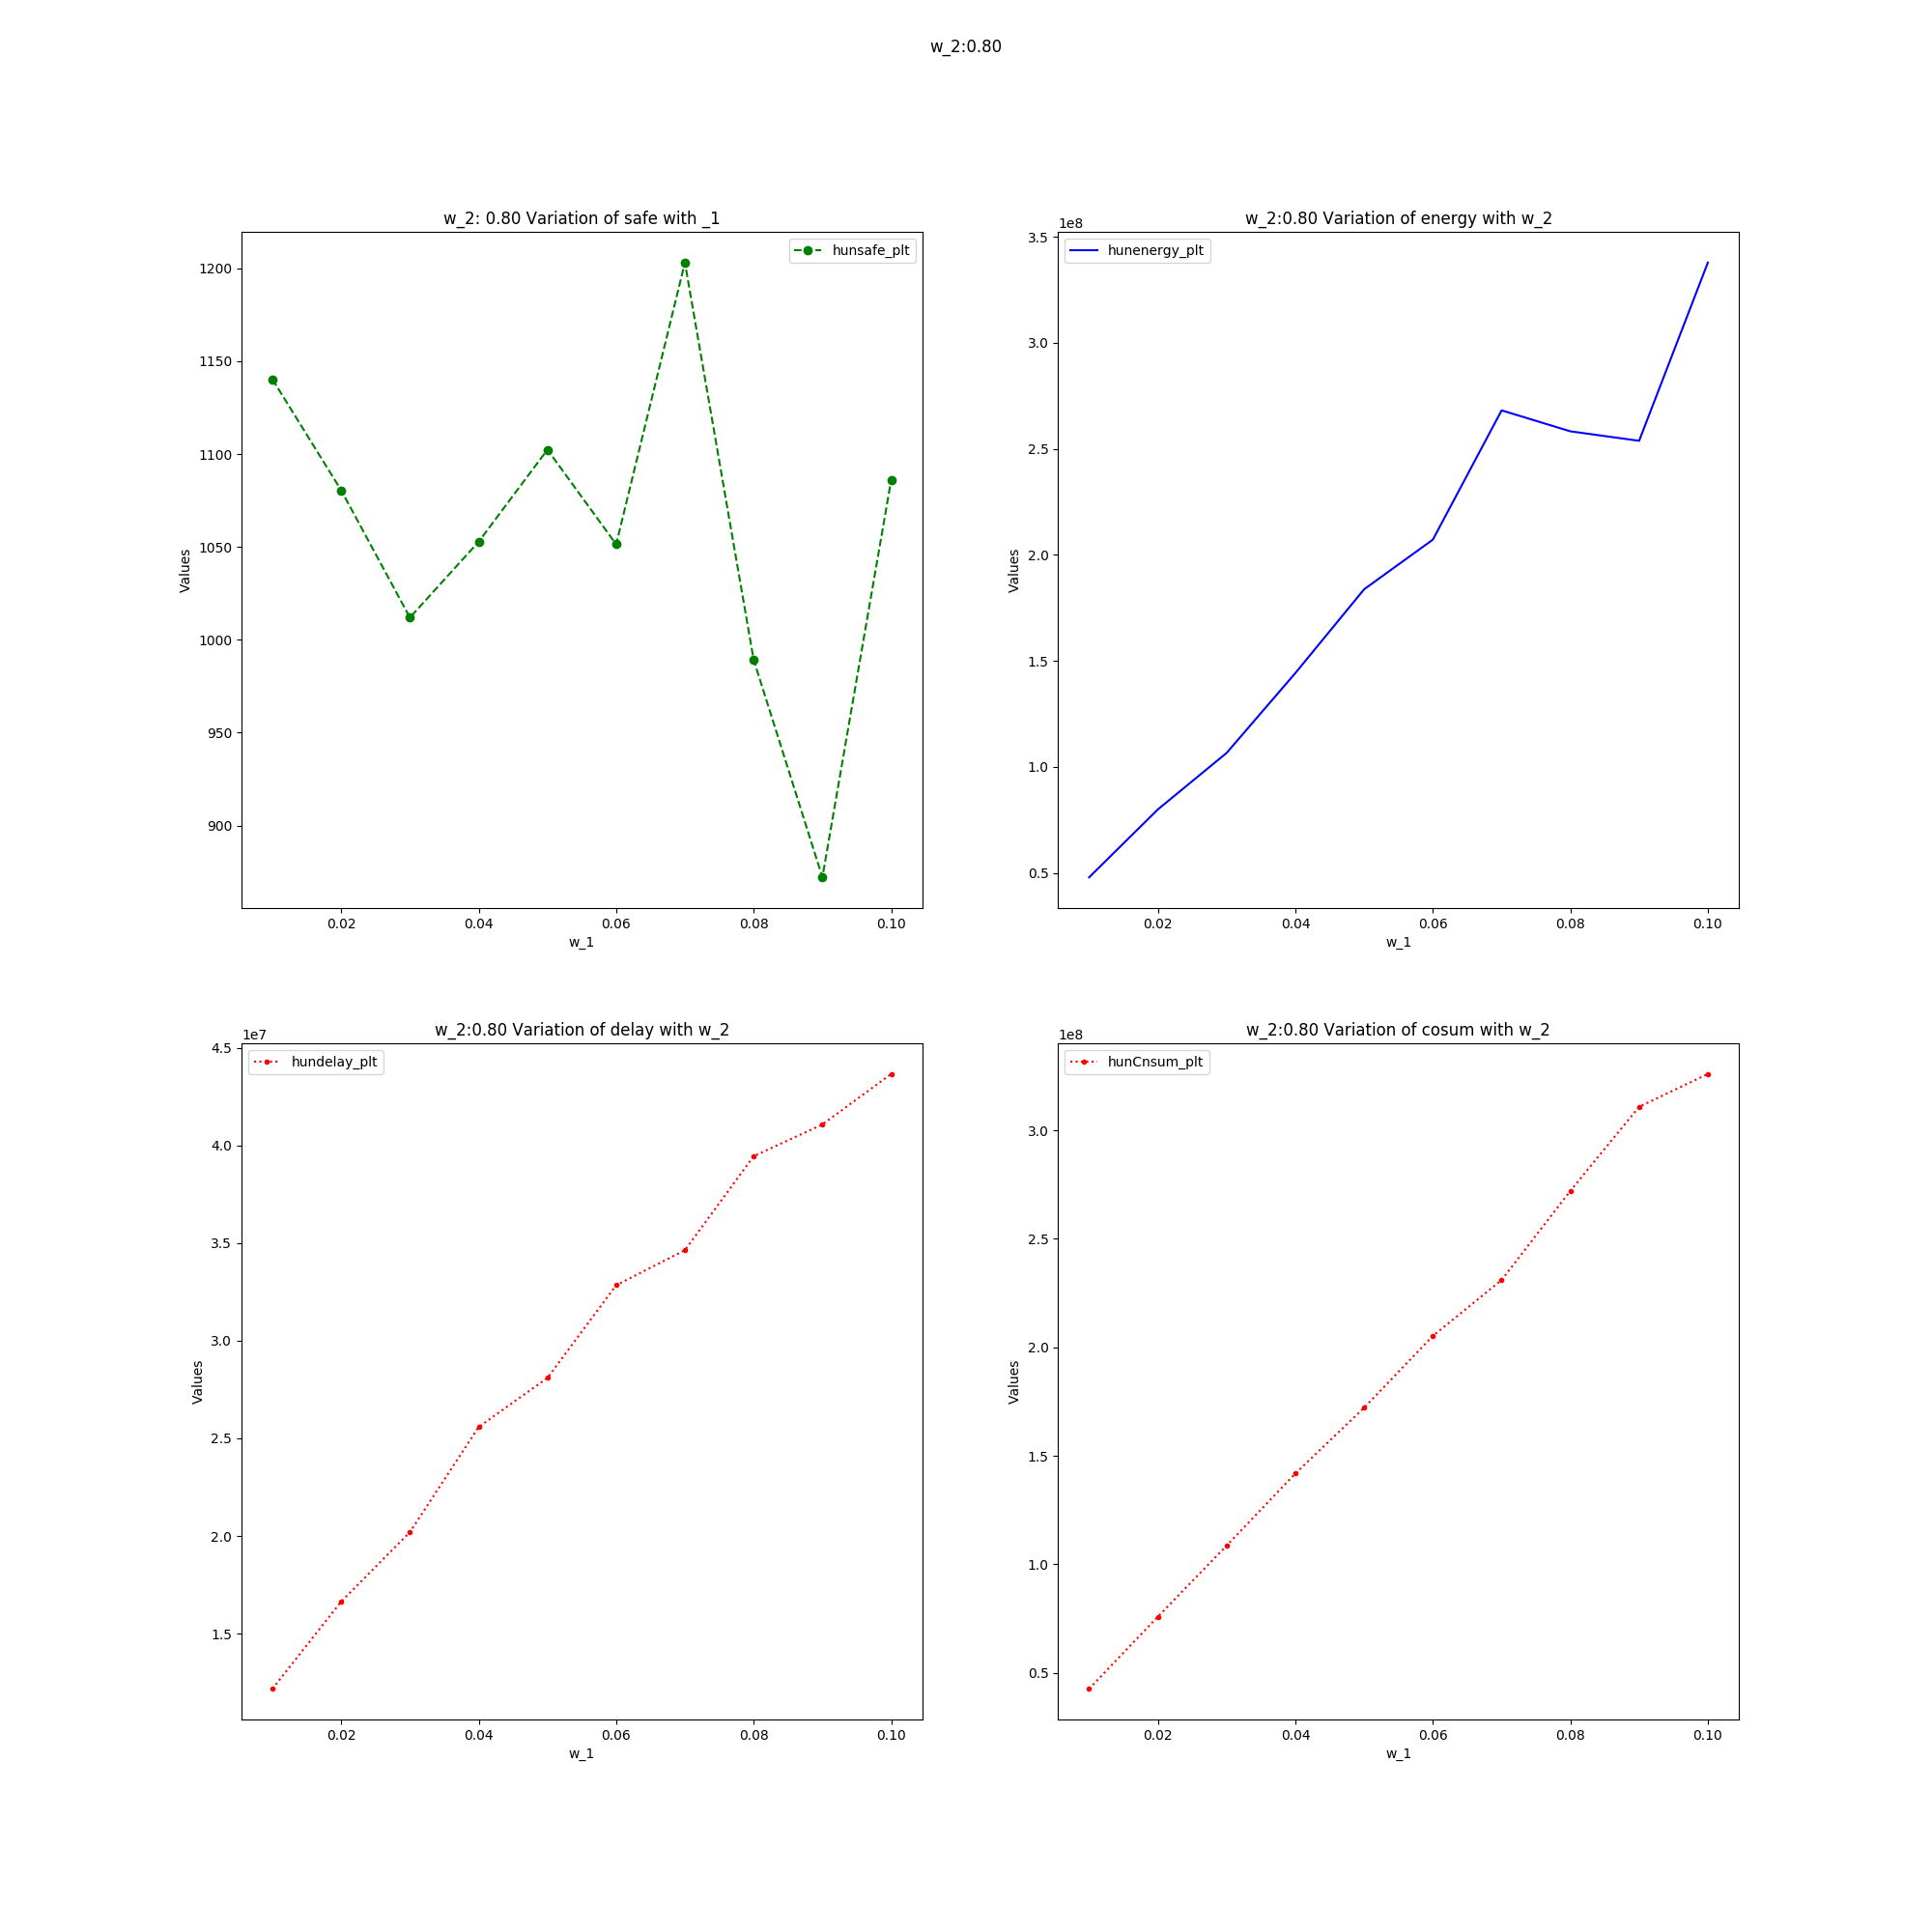 w_2:0.80
w_2: 0.80 Variation of safe with _1
hunsafe_plt
1200
1150
1100
1050
1000
950
900
Values
0.02 0.04 0.06 0.08 0.10
w_1
w_2:0.80 Variation of energy with w_2
1e8
hunenergy_plt
3.5
3.0
2.5
2.0
1.5
1.0
0.5
Values
0.02 0.04 0.06 0.08 0.10
w_1
w_2:0.80 Variation of delay with w_2
1e7
hundelay_plt
4.5
4.0
3.5
3.0
2.5
2.0
1.5
Values
0.02 0.04 0.06 0.08 0.10
w_1
w_2:0.80 Variation of cosum with w_2
1e8
hunCnsum_plt
3.0
2.5
2.0
1.5
1.0
0.5
Values
0.02 0.04 0.06 0.08 0.10
w_1